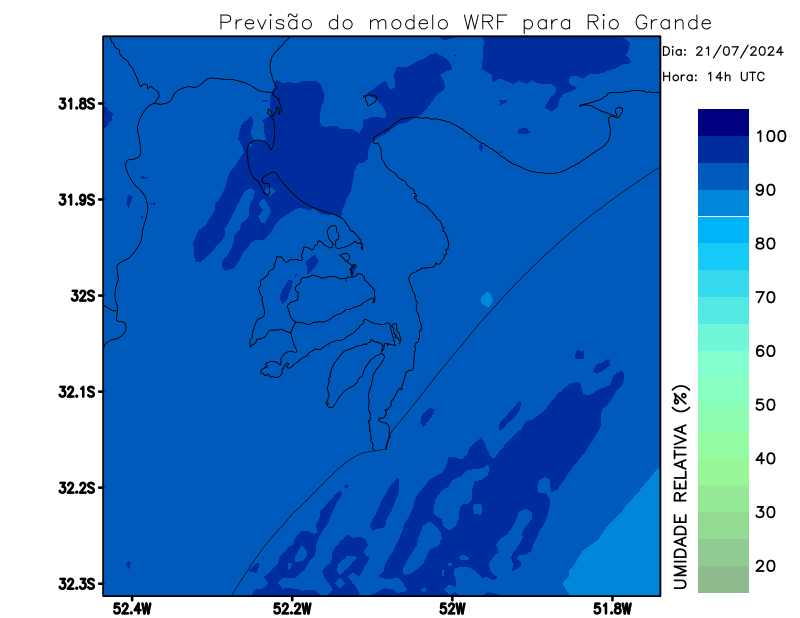 Previsão do modelo WRF para Rio Grande
Dia: 21/07/2024
Hora: 14h UTC
31.8S
31.9S
32S
32.1S
32.2S
32.3S
52.4W
52.2W
52W
51.8W
UMIDADE RELATIVA (%)
100
90
80
70
60
50
40
30
20